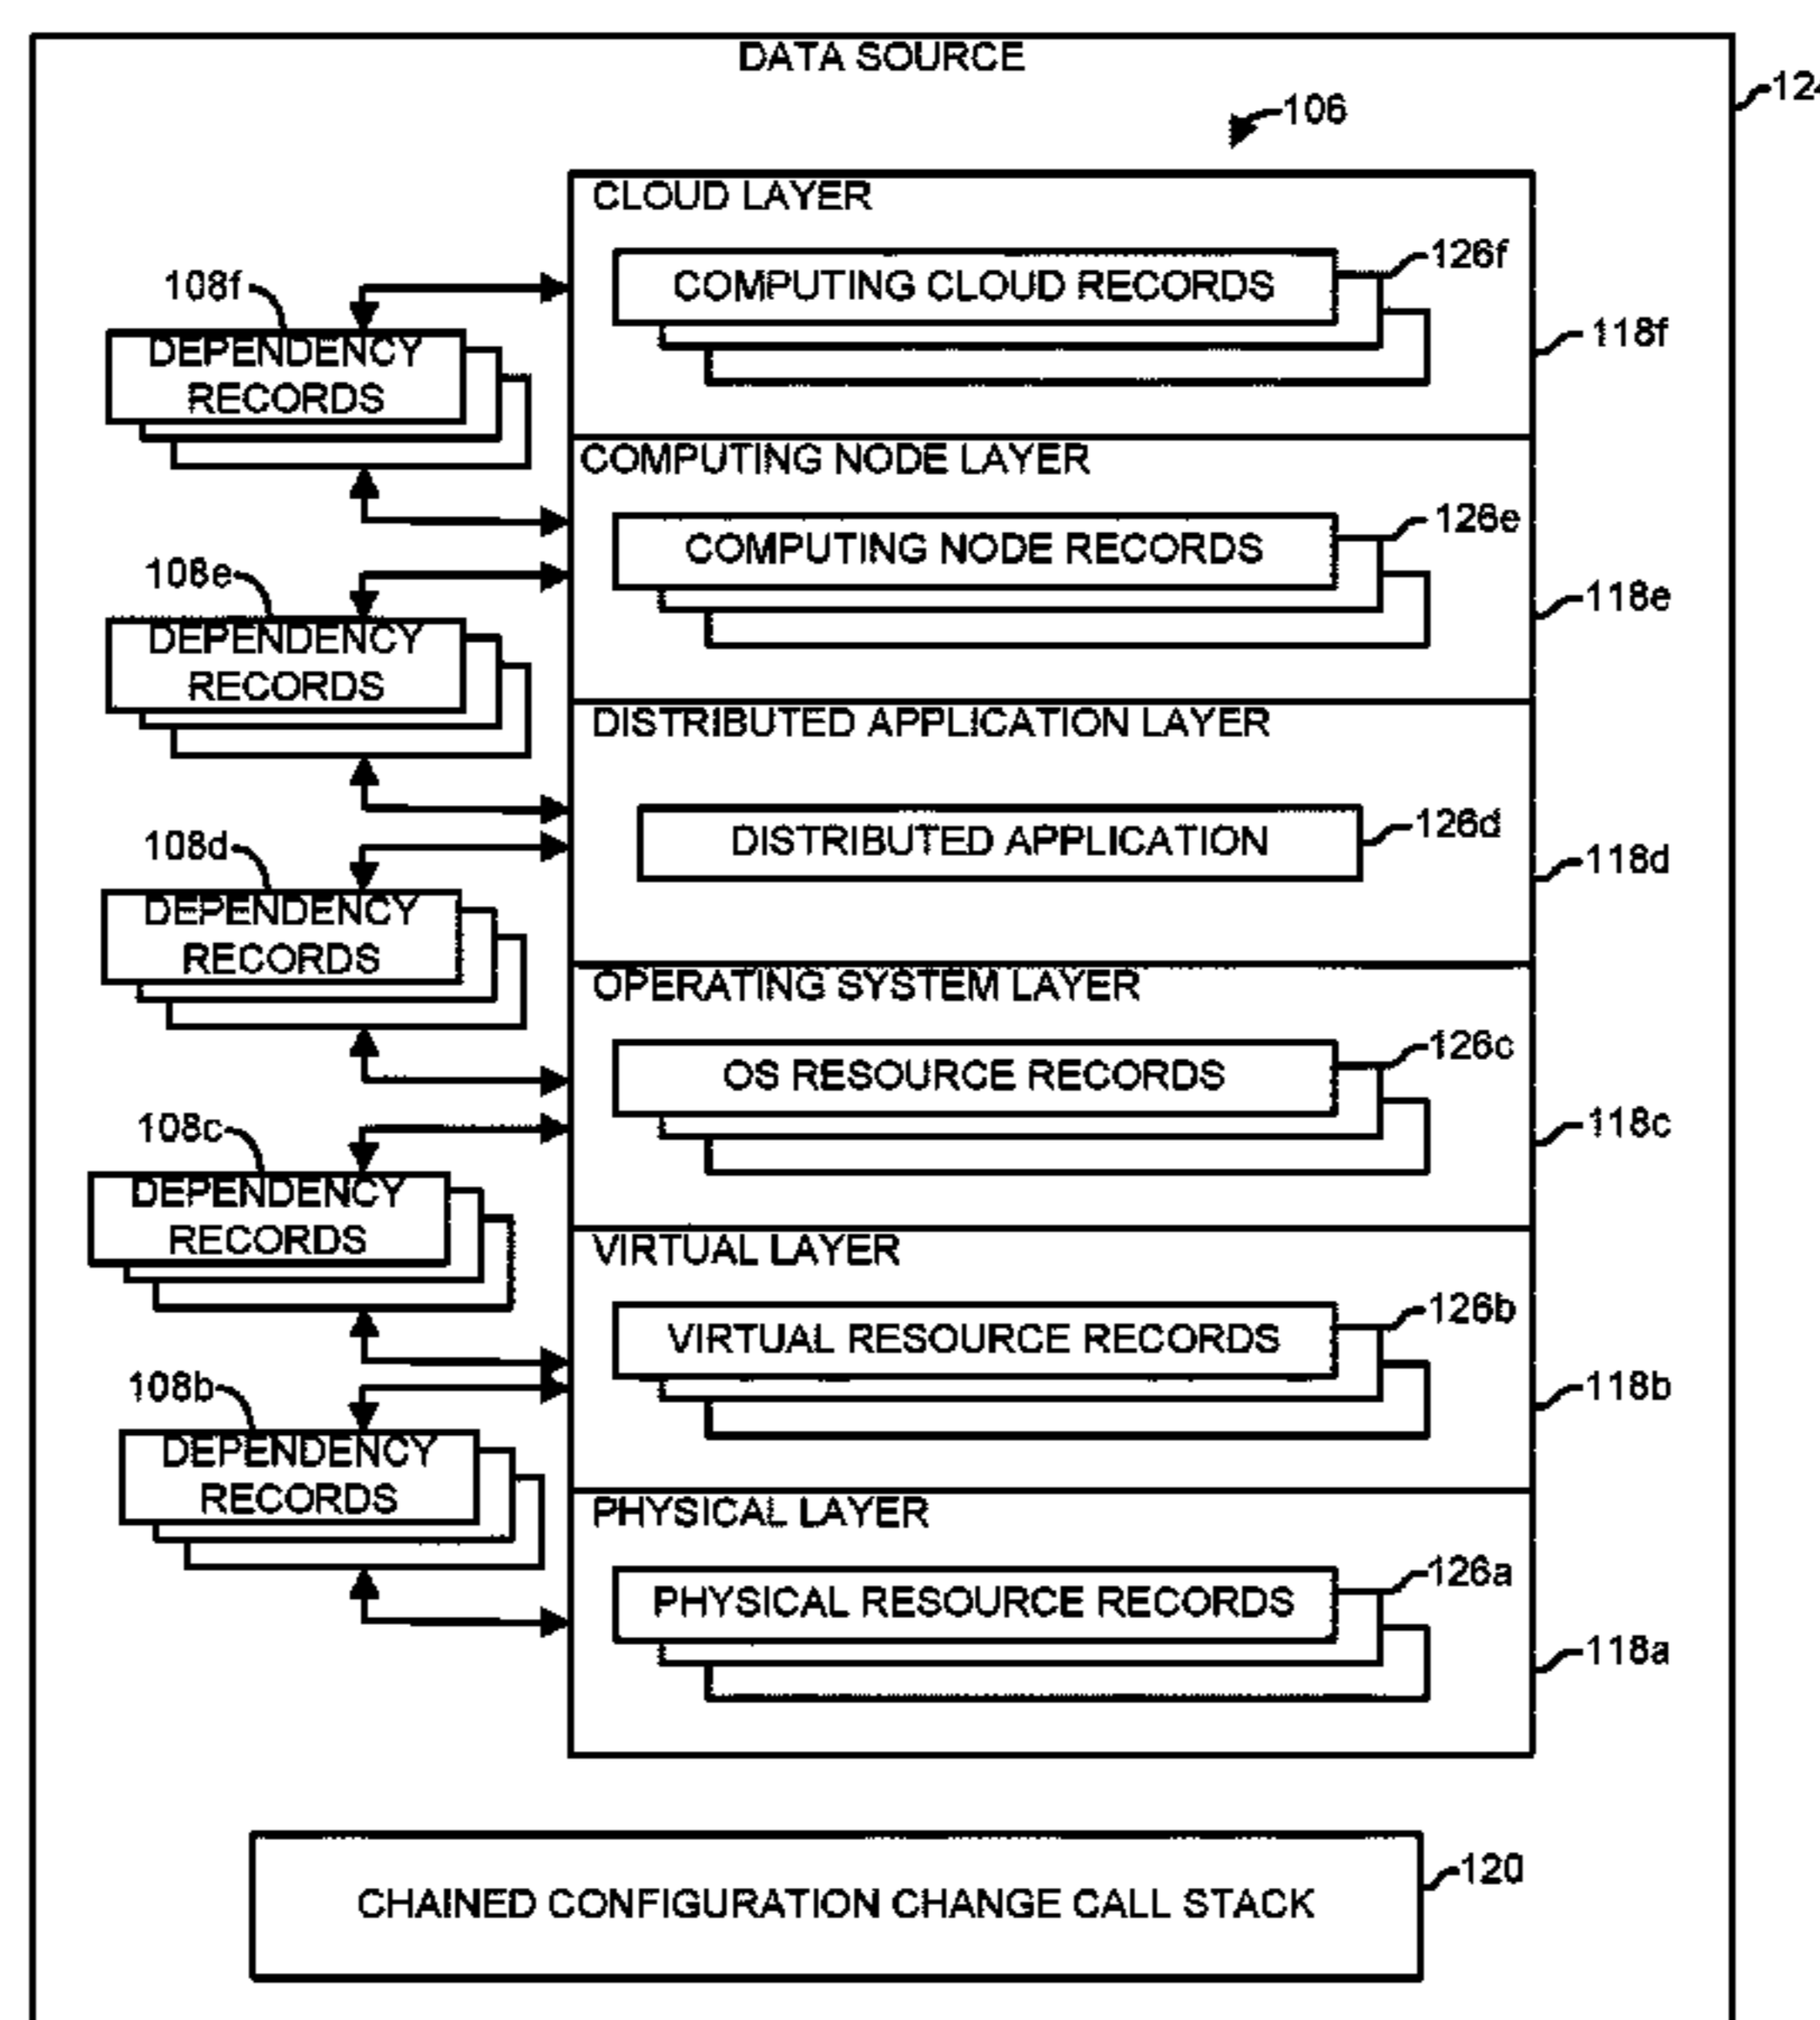 DATA SOURCE
106
CLOUD LAYER
126f
COMPUTING CLOUD RECORDS
108f
118f
DEPENDENCY
RECORDS
COMPUTING NODE LAYER
126e
COMPUTING NODE RECORDS
108e
118e
DEPENDENCY
RECORDS
DISTRIBUTED APPLICATION LAYER
126d
DISTRIBUTED APPLICATION
108d
118d
DEPENDENCY
RECORDS
OPERATING SYSTEM LAYER
126c
OS RESOURCE RECORDS
108c
118c
DEPENDENCY
RECORDS
VIRTUAL LAYER
126b
VIRTUAL RESOURCE RECORDS
108b
118b
DEPENDENCY
RECORDS
PHYSICAL LAYER
126a
PHYSICAL RESOURCE RECORDS
118a
120
CHAINED CONFIGURATION CHANGE CALL STACK